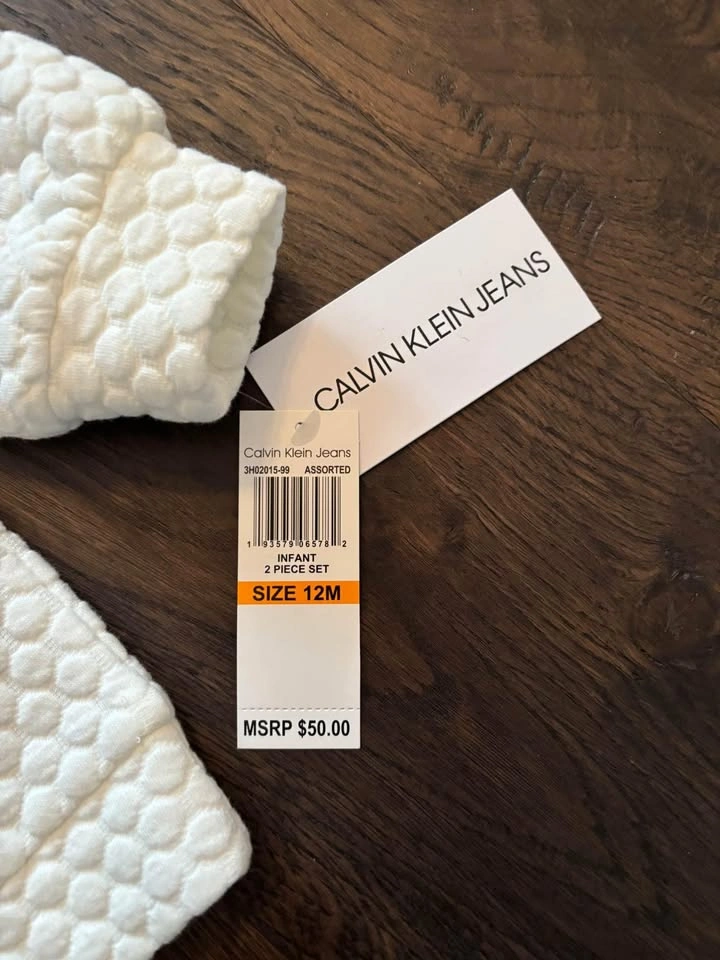 CALVIN KLEIN JEANS
Calvin Klein Jeans
3H02015-99 ASSORTED
1 93579 06578 2
INFANT
2 PIECE SET
SIZE 12M
MSRP $50.00